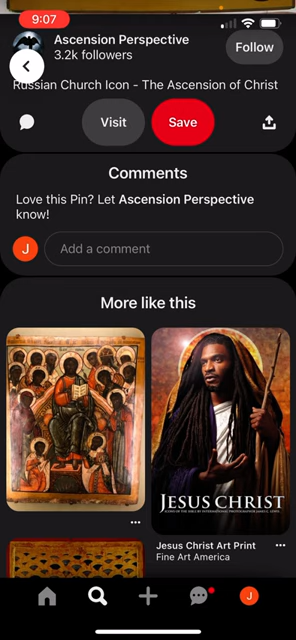 9:07
Ascension Perspective
3.2k followers
Follow
Russian Church Icon - The Ascension of Christ
Visit
Save
Comments
Love this Pin? Let Ascension Perspective
know!
J
Add a comment
More like this
JESUS CHRIST
Jesus Christ Art Print
Fine Art America
J